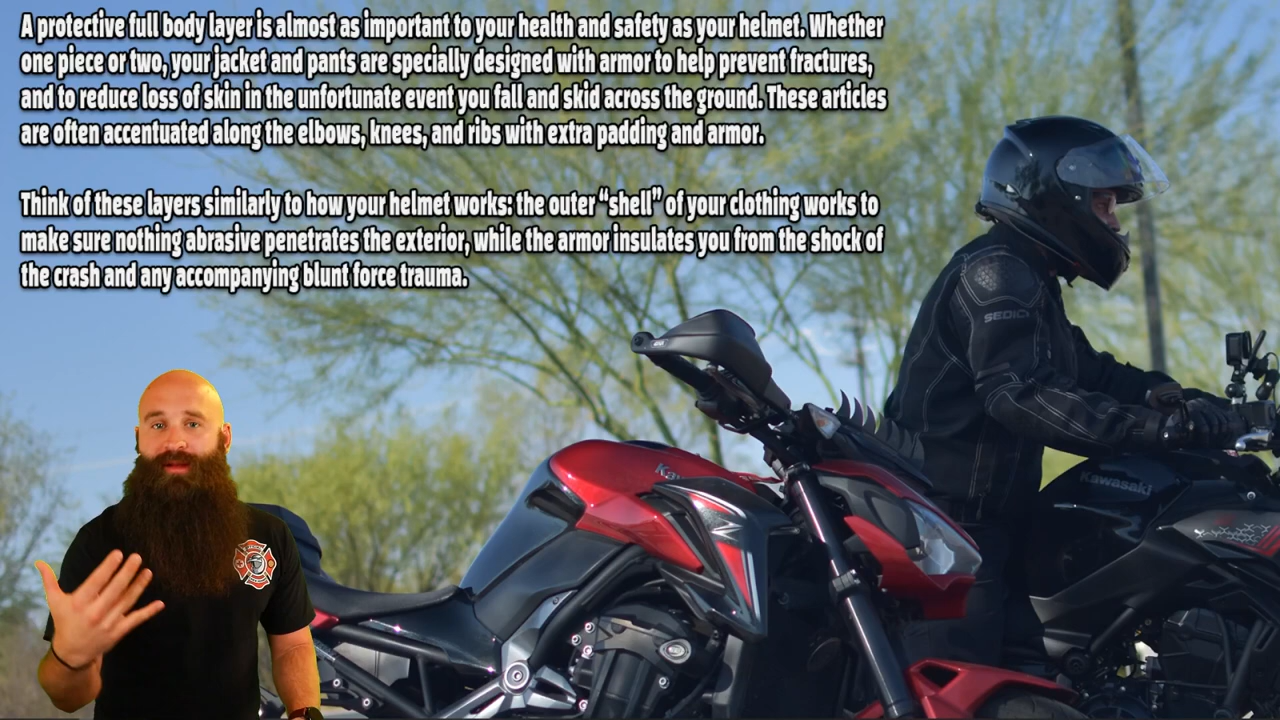 A protective full body layer is almost as important to your health and safety as your helmet. Whether
one piece or two, your jacket and pants are specially designed with armor to help prevent fractures,
and to reduce loss of skin in the unfortunate event you fall and skid across the ground. These articles
are often accentuated along the elbows, knees, and ribs with extra padding and armor.
Think of these layers similarly to how your helmet works: the outer “shell” of your clothing works to
make sure nothing abrasive penetrates the exterior, while the armor insulates you from the shock of
the crash and any accompanying blunt force trauma.
SEDICI
Kawasaki